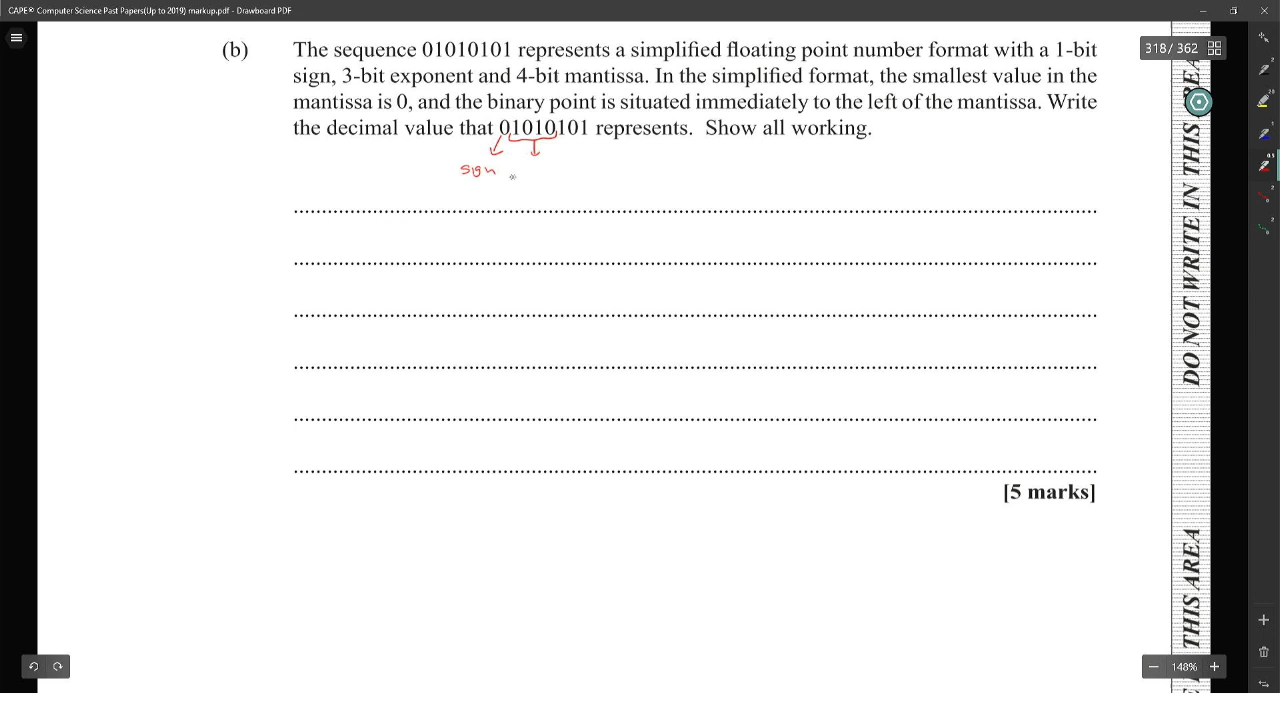 CAPE® Computer Science Past Papers(Up to 2019) markup.pdf - Drawboard PDF
318 / 362
(b) The sequence 01010101 represents a simplified floating point number format with a 1-bit
sign, 3-bit exponent and 4-bit mantissa. In the simplified format, the smallest value in the
mantissa is 0, and the binary point is situated immediately to the left of the mantissa. Write
the decimal value that 01010101 represents. Show all working.
sign
[5 marks]
DO NOT WRITE IN THIS AREA
THIS AREA
148%